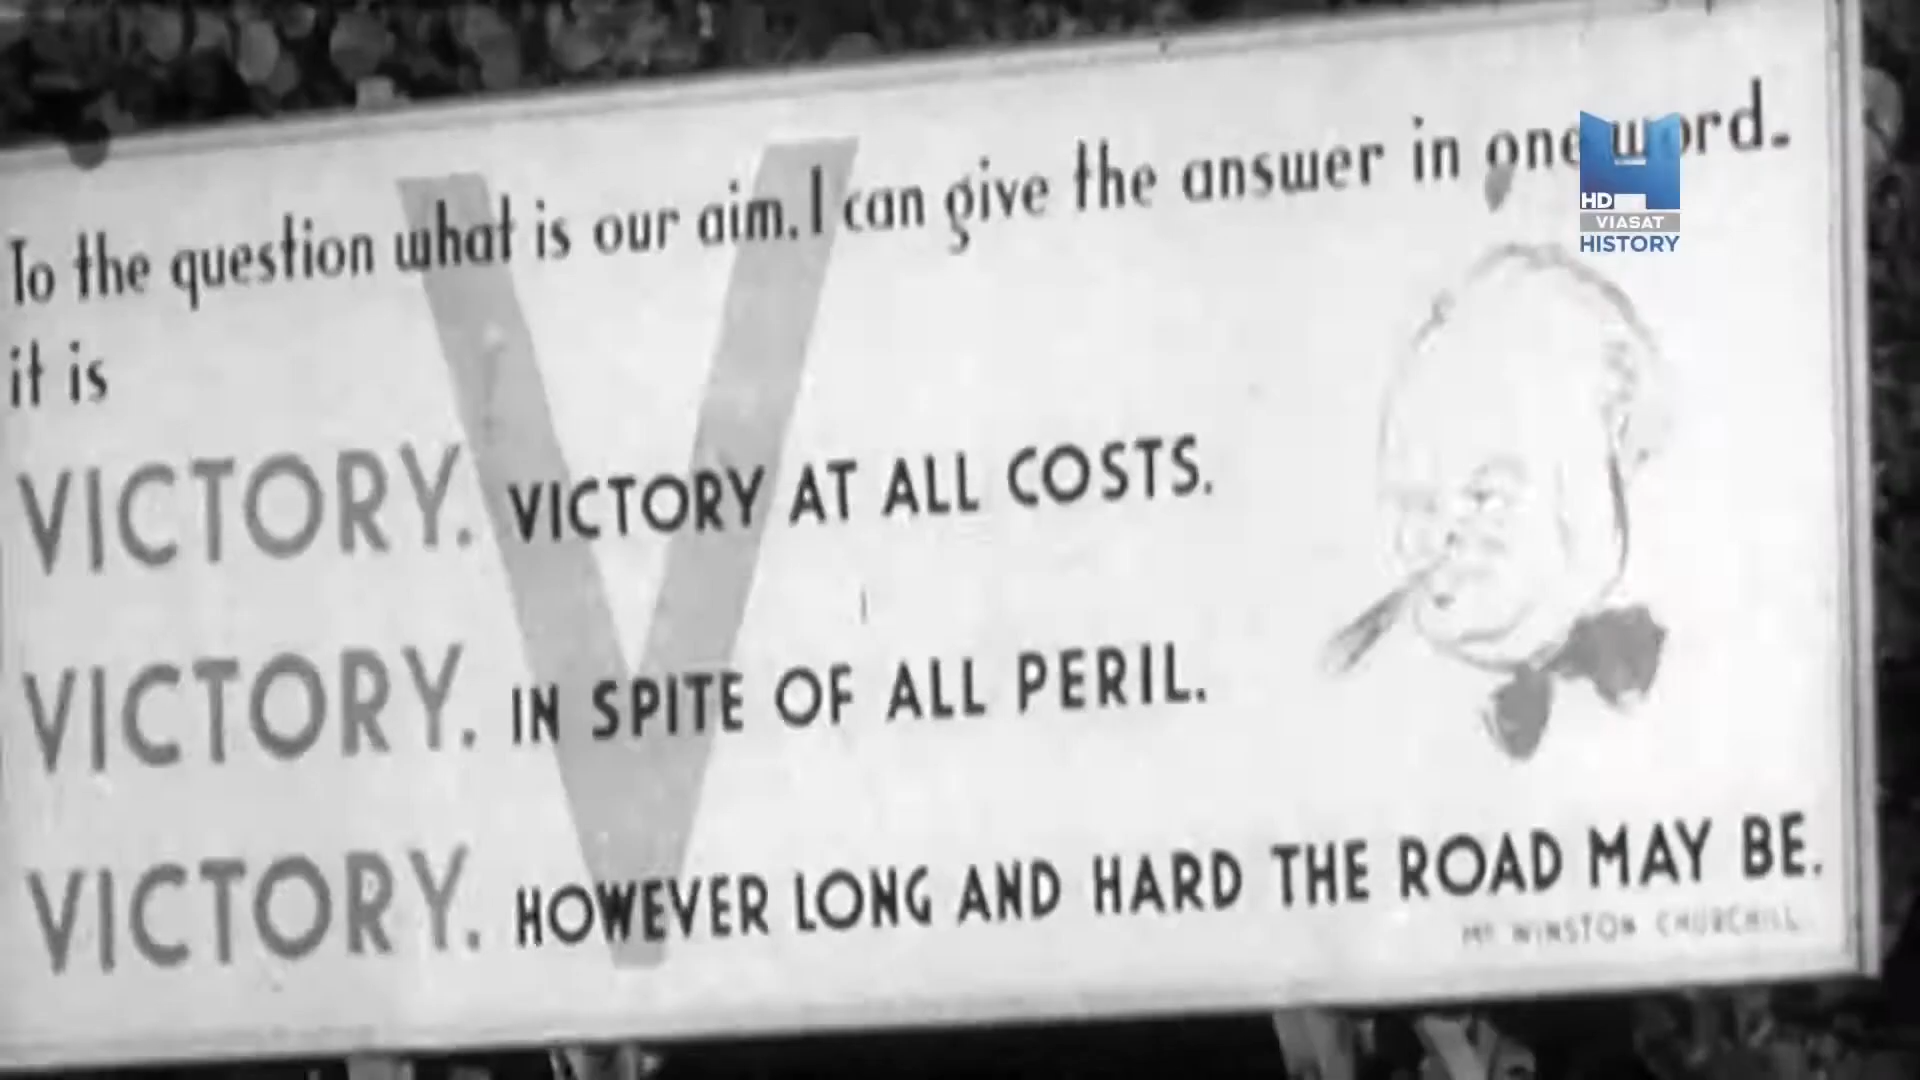 To the question what is our aim. I can give the answer in one word.
it is
VICTORY. VICTORY AT ALL COSTS.
VICTORY. IN SPITE OF ALL PERIL.
VICTORY. HOWEVER LONG AND HARD THE ROAD MAY BE.
Mr WINSTON CHURCHILL.
HD
VIASAT
HISTORY